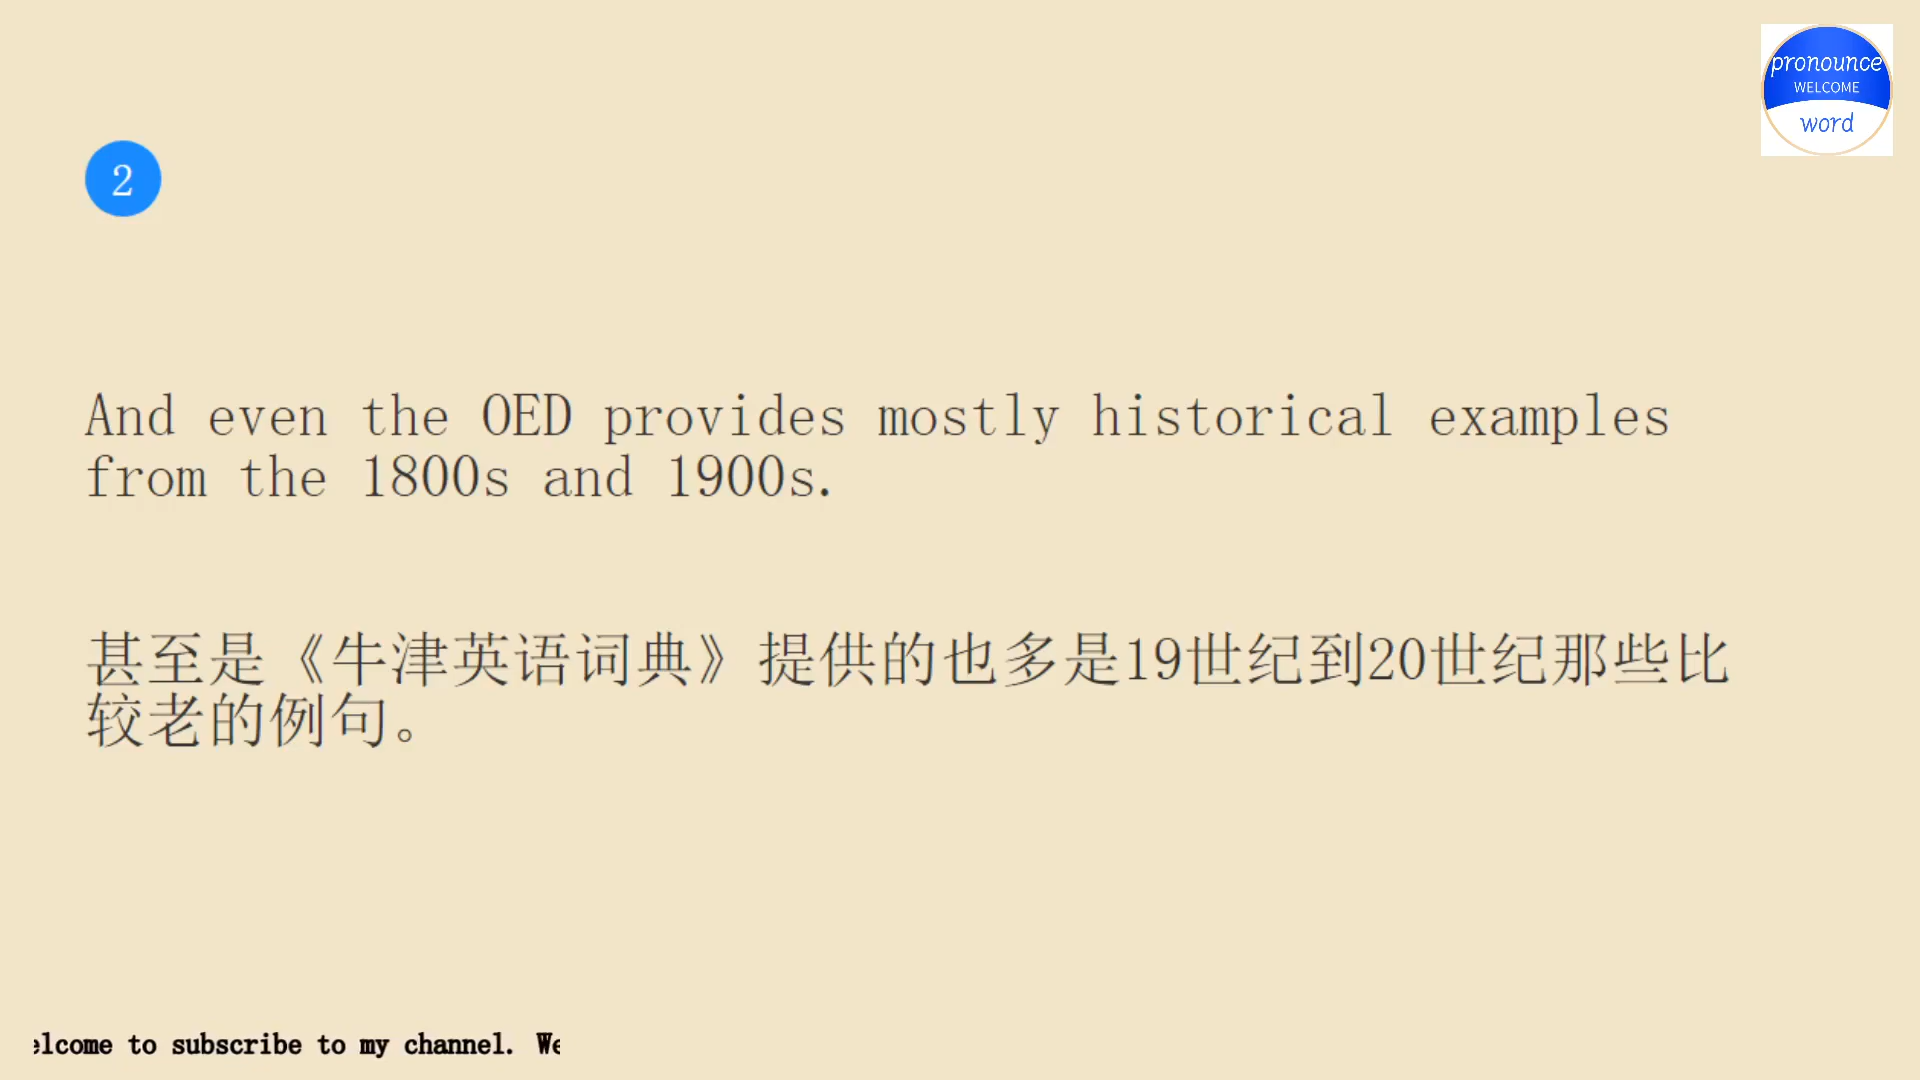 pronounce
WELCOME
word
2
And even the OED provides mostly historical examples
from the 1800s and 1900s.
甚至是《牛津英语词典》提供的也多是19世纪到20世纪那些比
较老的例句。
elcome to subscribe to my channel. We